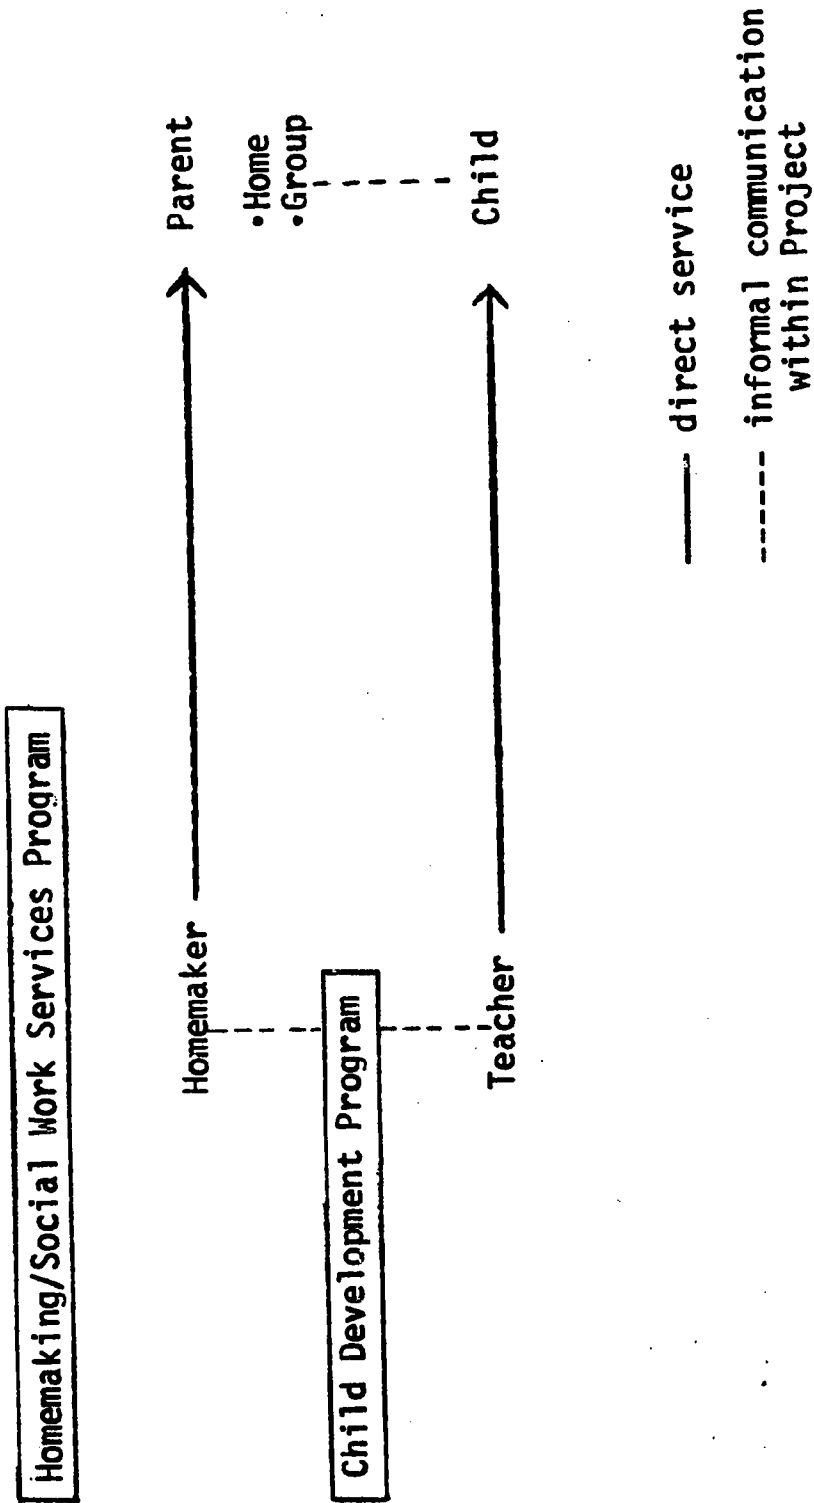 Homemaking/Social Work Services Program
Homemaker
Parent
•Home
•Group
Child Development Program
Teacher
Child
direct service
informal communication
within Project